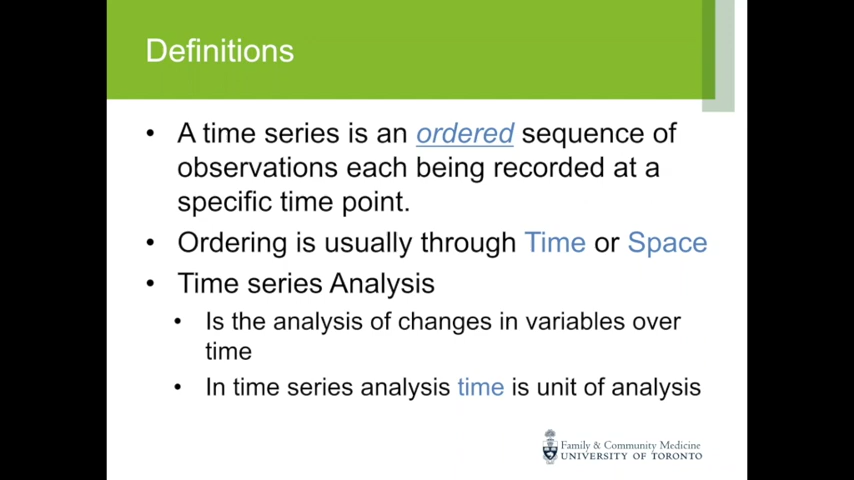 Definitions
• A time series is an ordered sequence of
observations each being recorded at a
specific time point.
• Ordering is usually through Time or Space
• Time series Analysis
• Is the analysis of changes in variables over
time
• In time series analysis time is unit of analysis
Family & Community Medicine
UNIVERSITY OF TORONTO